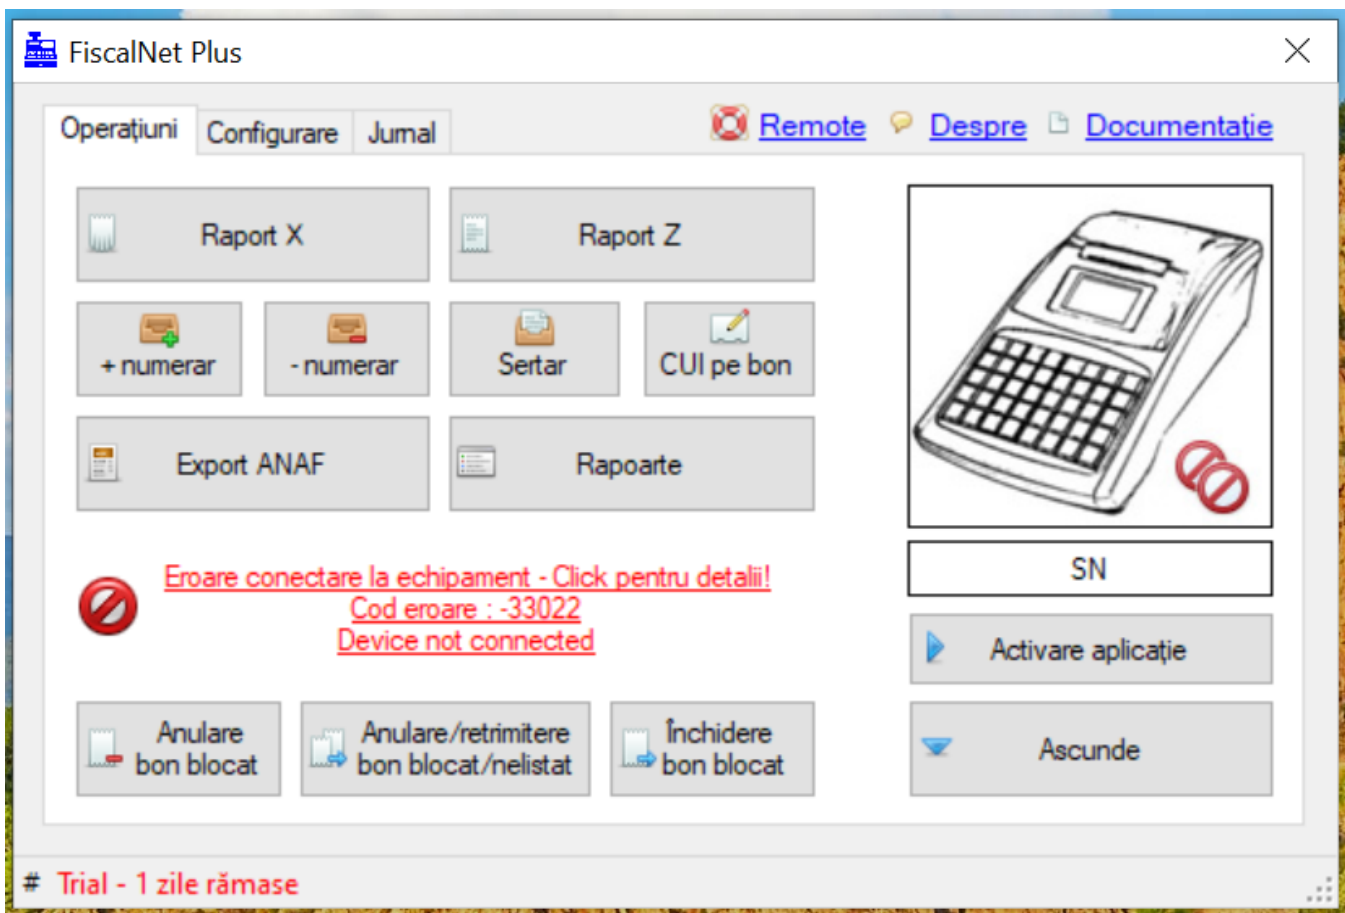 FiscalNet Plus
Operațiuni
Configurare
Jurnal
Remote
Despre
Documentație
Raport X
Raport Z
+ numerar
- numerar
Sertar
CUI pe bon
Export ANAF
Rapoarte
Eroare conectare la echipament - Click pentru detalii!
Cod eroare : -33022
Device not connected
SN
Activare aplicație
Anulare
bon blocat
Anulare/retrimitere
bon blocat/nelistat
Închidere
bon blocat
Ascunde
# Trial - 1 zile rămase